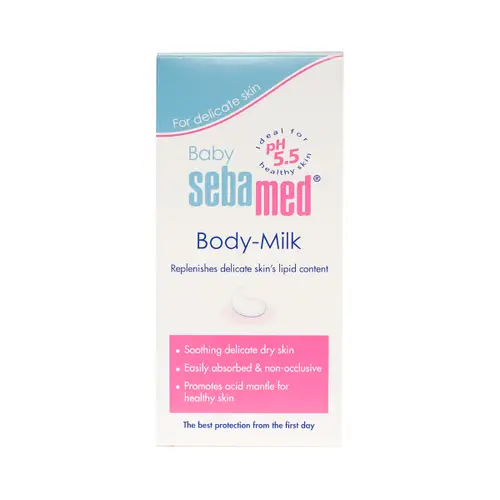 For delicate skin
Ideal for
pH
5.5
healthy skin
Baby
sebamed®
Body-Milk
Replenishes delicate skin's lipid content
• Soothing delicate dry skin
• Easily absorbed & non-occlusive
• Promotes acid mantle for
healthy skin
The best protection from the first day